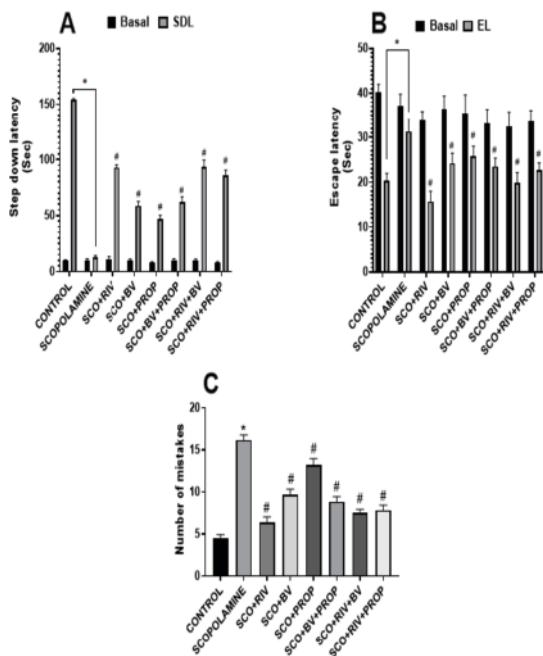 A
Basal SDL
Step down latency
(Sec)
200
150
100
50
0
*
# # # # # #
CONTROL
SCOPOLAMINE
SCO+RIV
SCO+BV
SCO+PROP
SCO+BV+PROP
SCO+RIV+BV
SCO+RIV+PROP
B
Basal EL
Escape latency
(Sec)
50
40
30
20
10
0
*
# # # # # #
CONTROL
SCOPOLAMINE
SCO+RIV
SCO+BV
SCO+PROP
SCO+BV+PROP
SCO+RIV+BV
SCO+RIV+PROP
C
Number of mistakes
20
15
10
5
0
*
# # # # # #
CONTROL
SCOPOLAMINE
SCO+RIV
SCO+BV
SCO+PROP
SCO+BV+PROP
SCO+RIV+BV
SCO+RIV+PROP